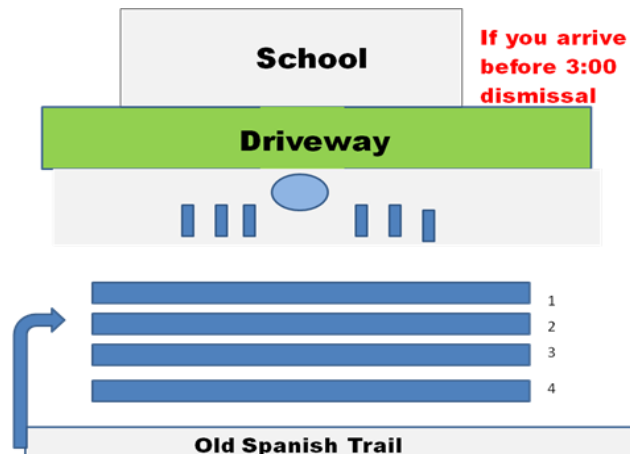 School
If you arrive
before 3:00
dismissal
Driveway
1
2
3
4
Old Spanish Trail